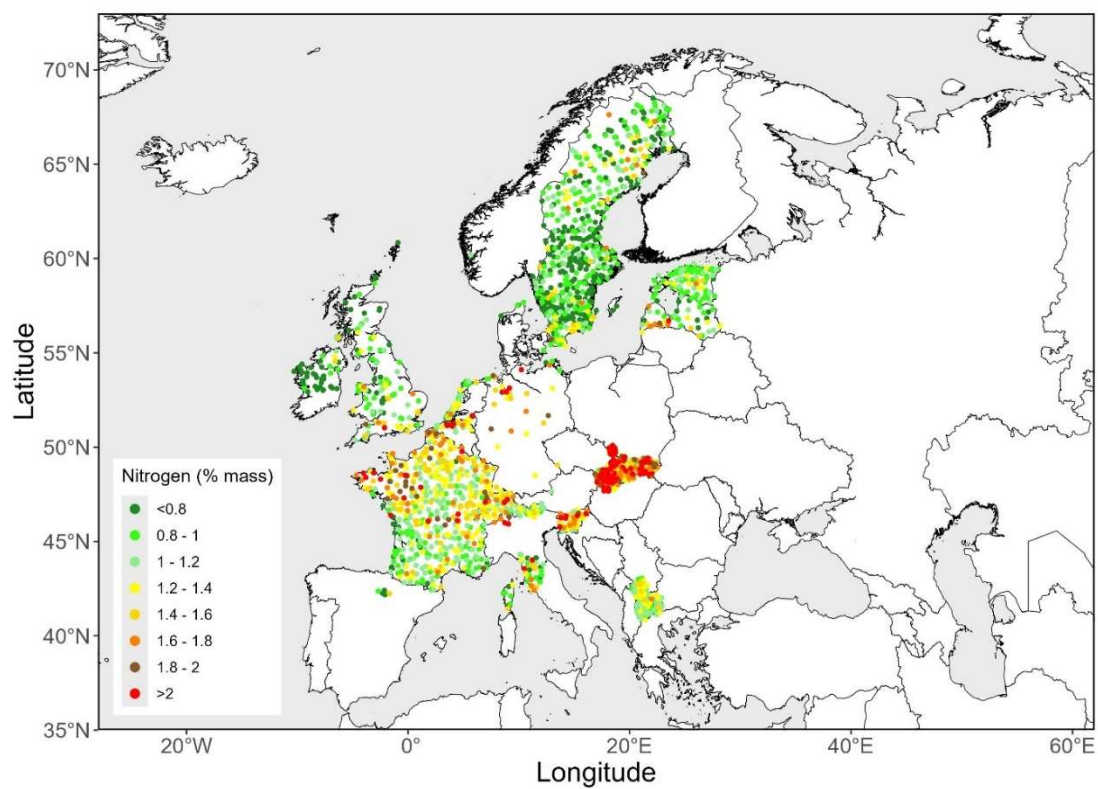 70°N
65°N
60°N
55°N
50°N
45°N
40°N
35°N
Latitude
Nitrogen (% mass)
<0.8
0.8 - 1
1 - 1.2
1.2 - 1.4
1.4 - 1.6
1.6 - 1.8
1.8 - 2
>2
20°W 0° 20°E 40°E 60°E
Longitude